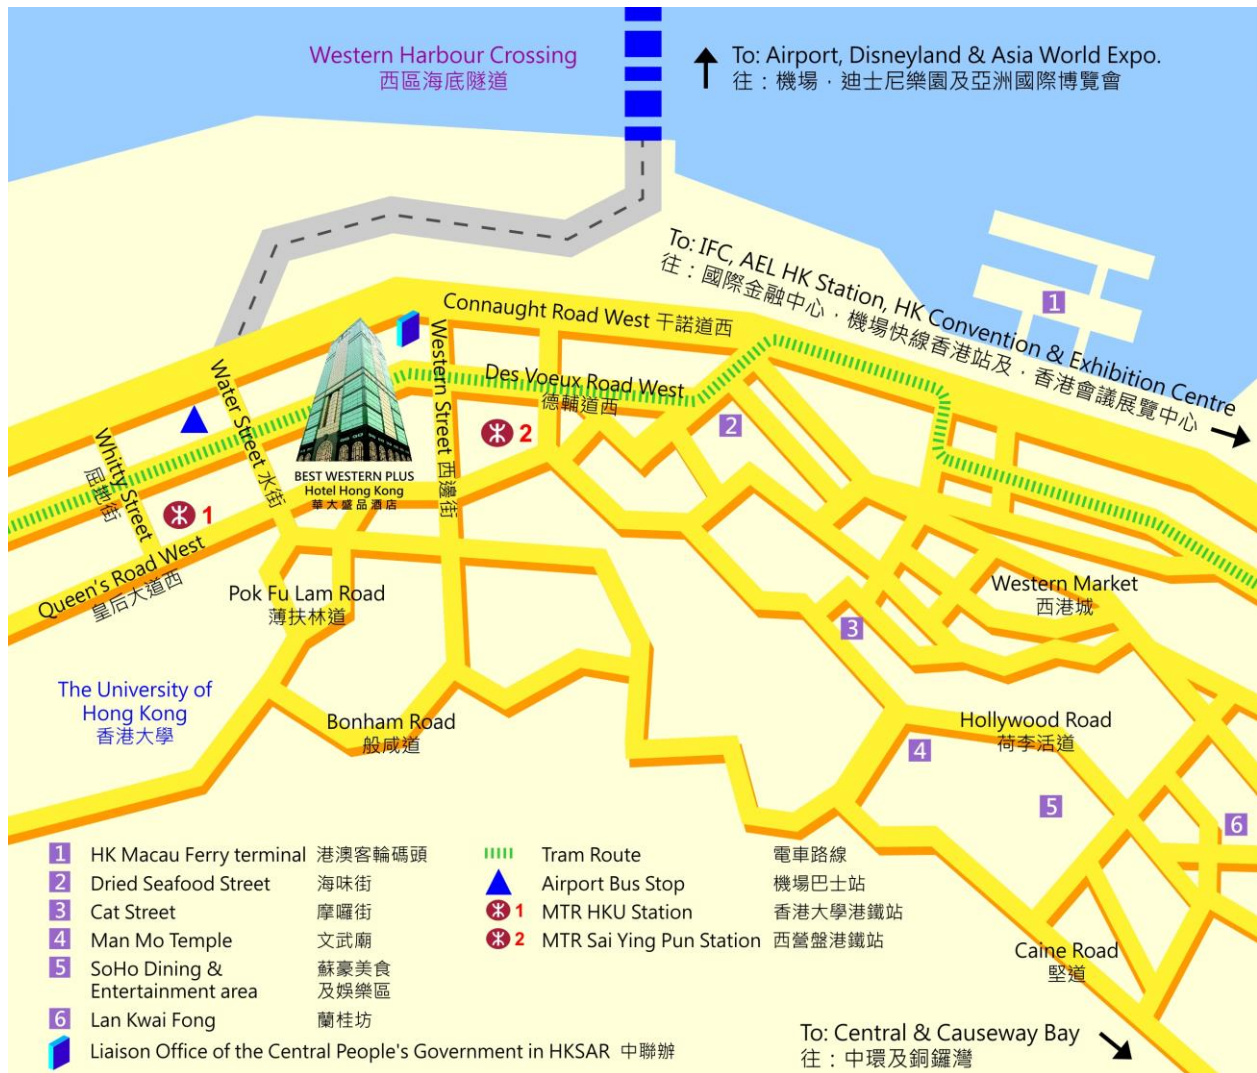 Western Harbour Crossing
西區海底隧道
To: Airport, Disneyland & Asia World Expo.
往：機場．迪士尼樂園及亞洲國際博覽會
To: IFC, AEL HK Station, HK Convention & Exhibition Centre
往：國際金融中心，機場快線香港站及，香港會議展覽中心
1
Connaught Road West 干諾道西
Western Street 西邊街
Des Voeux Road West
德輔道西
Water Street 水街
2
2
Whitty Street
屈地街
BEST WESTERN PLUS
Hotel Hong Kong
華大盛品酒店
1
Queen's Road West
皇后大道西
Pok Fu Lam Road
薄扶林道
Western Market
西港城
3
The University of
Hong Kong
香港大學
Bonham Road
般咸道
Hollywood Road
荷李活道
4
5
6
1 HK Macau Ferry terminal 港澳客輪碼頭
2 Dried Seafood Street 海味街
3 Cat Street 摩囉街
4 Man Mo Temple 文武廟
5 SoHo Dining & 蘇豪美食
Entertainment area 及娛樂區
6 Lan Kwai Fong 蘭桂坊
Liaison Office of the Central People's Government in HKSAR 中聯辦
Tram Route 電車路線
Airport Bus Stop 機場巴士站
1 MTR HKU Station 香港大學港鐵站
2 MTR Sai Ying Pun Station 西營盤港鐵站
Caine Road
堅道
To: Central & Causeway Bay
往：中環及銅鑼灣